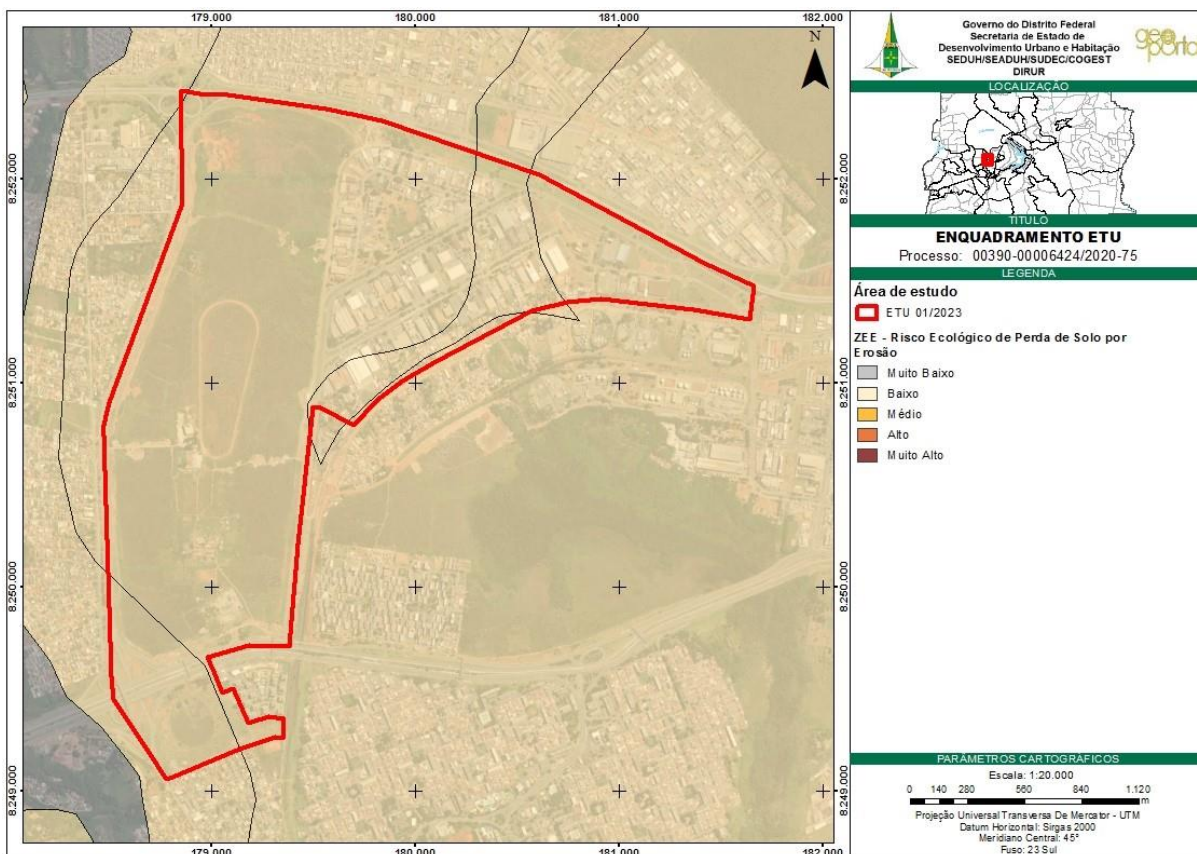 179.000 180.000 181.000 182.000
N
8.252.000 8.252.000
8.251.000 8.251.000
8.250.000 8.250.000
8.249.000 8.249.000
179.000 180.000 181.000 182.000
Governo do Distrito Federal
Secretaria de Estado de
Desenvolvimento Urbano e Habitação
SEDUH/SEADUH/SUDEC/COGEST
DIRUR
geo
portal
LOCALIZAÇÃO
TÍTULO
ENQUADRAMENTO ETU
Processo: 00390-00006424/2020-75
LEGENDA
Área de estudo
ETU 01/2023
ZEE - Risco Ecológico de Perda de Solo por
Erosão
Muito Baixo
Baixo
Médio
Alto
Muito Alto
PARÂMETROS CARTOGRÁFICOS
Escala: 1:20.000
0 140 280 560 840 1.120
m
Projeção Universal Transversa De Mercator - UTM
Datum Horizontal: Sirgas 2000
Meridiano Central: 45°
Fuso: 23 Sul